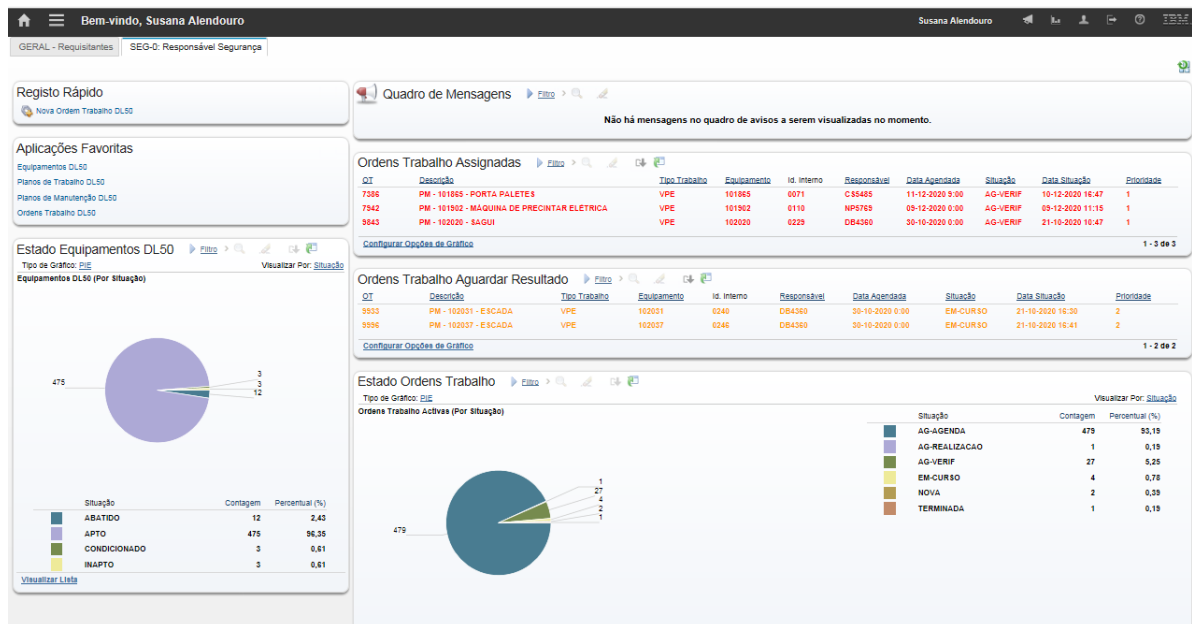 Bem-vindo, Susana Alendouro
Susana Alendouro
IBM.
GERAL - Requisitantes
SEG-0: Responsável Segurança
Registo Rápido
Nova Ordem Trabalho DL50
Aplicações Favoritas
Equipamentos DL50
Planos de Trabalho DL50
Planos de Manutenção DL50
Ordens Trabalho DL50
Estado Equipamentos DL50 Filtro
Tipo de Gráfico: PIE Visualizar Por: Situação
Equipamentos DL50 (Por Situação)
475
3
3
12
Situação Contagem Percentual (%)
ABATIDO 12 2,43
APTO 475 96,35
CONDICIONADO 3 0,61
INAPTO 3 0,61
Visualizar Lista
Quadro de Mensagens Filtro
Não há mensagens no quadro de avisos a serem visualizadas no momento.
Ordens Trabalho Assignadas Filtro
OT Descrição Tipo Trabalho Equipamento Id. Interno Responsável Data Agendada Situação Data Situação Prioridade
7386 PM - 101865 - PORTA PALETES VPE 101865 0071 CS5485 11-12-2020 9:00 AG-VERIF 10-12-2020 16:47 1
7942 PM - 101902 - MÁQUINA DE PRECINTAR ELÉTRICA VPE 101902 0110 NP5769 09-12-2020 0:00 AG-VERIF 09-12-2020 11:15 1
9843 PM - 102020 - SAGUI VPE 102020 0229 DB4360 30-10-2020 0:00 AG-VERIF 21-10-2020 10:47 1
Configurar Opções de Gráfico 1 - 3 de 3
Ordens Trabalho Aguardar Resultado Filtro
OT Descrição Tipo Trabalho Equipamento Id. Interno Responsável Data Agendada Situação Data Situação Prioridade
9933 PM - 102031 - ESCADA VPE 102031 0240 DB4360 30-10-2020 0:00 EM-CURSO 21-10-2020 16:30 2
9996 PM - 102037 - ESCADA VPE 102037 0246 DB4360 30-10-2020 0:00 EM-CURSO 21-10-2020 16:41 2
Configurar Opções de Gráfico 1 - 2 de 2
Estado Ordens Trabalho Filtro
Tipo de Gráfico: PIE Visualizar Por: Situação
Ordens Trabalho Activas (Por Situação)
479
1
27
4
2
1
Situação Contagem Percentual (%)
AG-AGENDA 479 93,19
AG-REALIZACAO 1 0,19
AG-VERIF 27 5,25
EM-CURSO 4 0,78
NOVA 2 0,39
TERMINADA 1 0,19